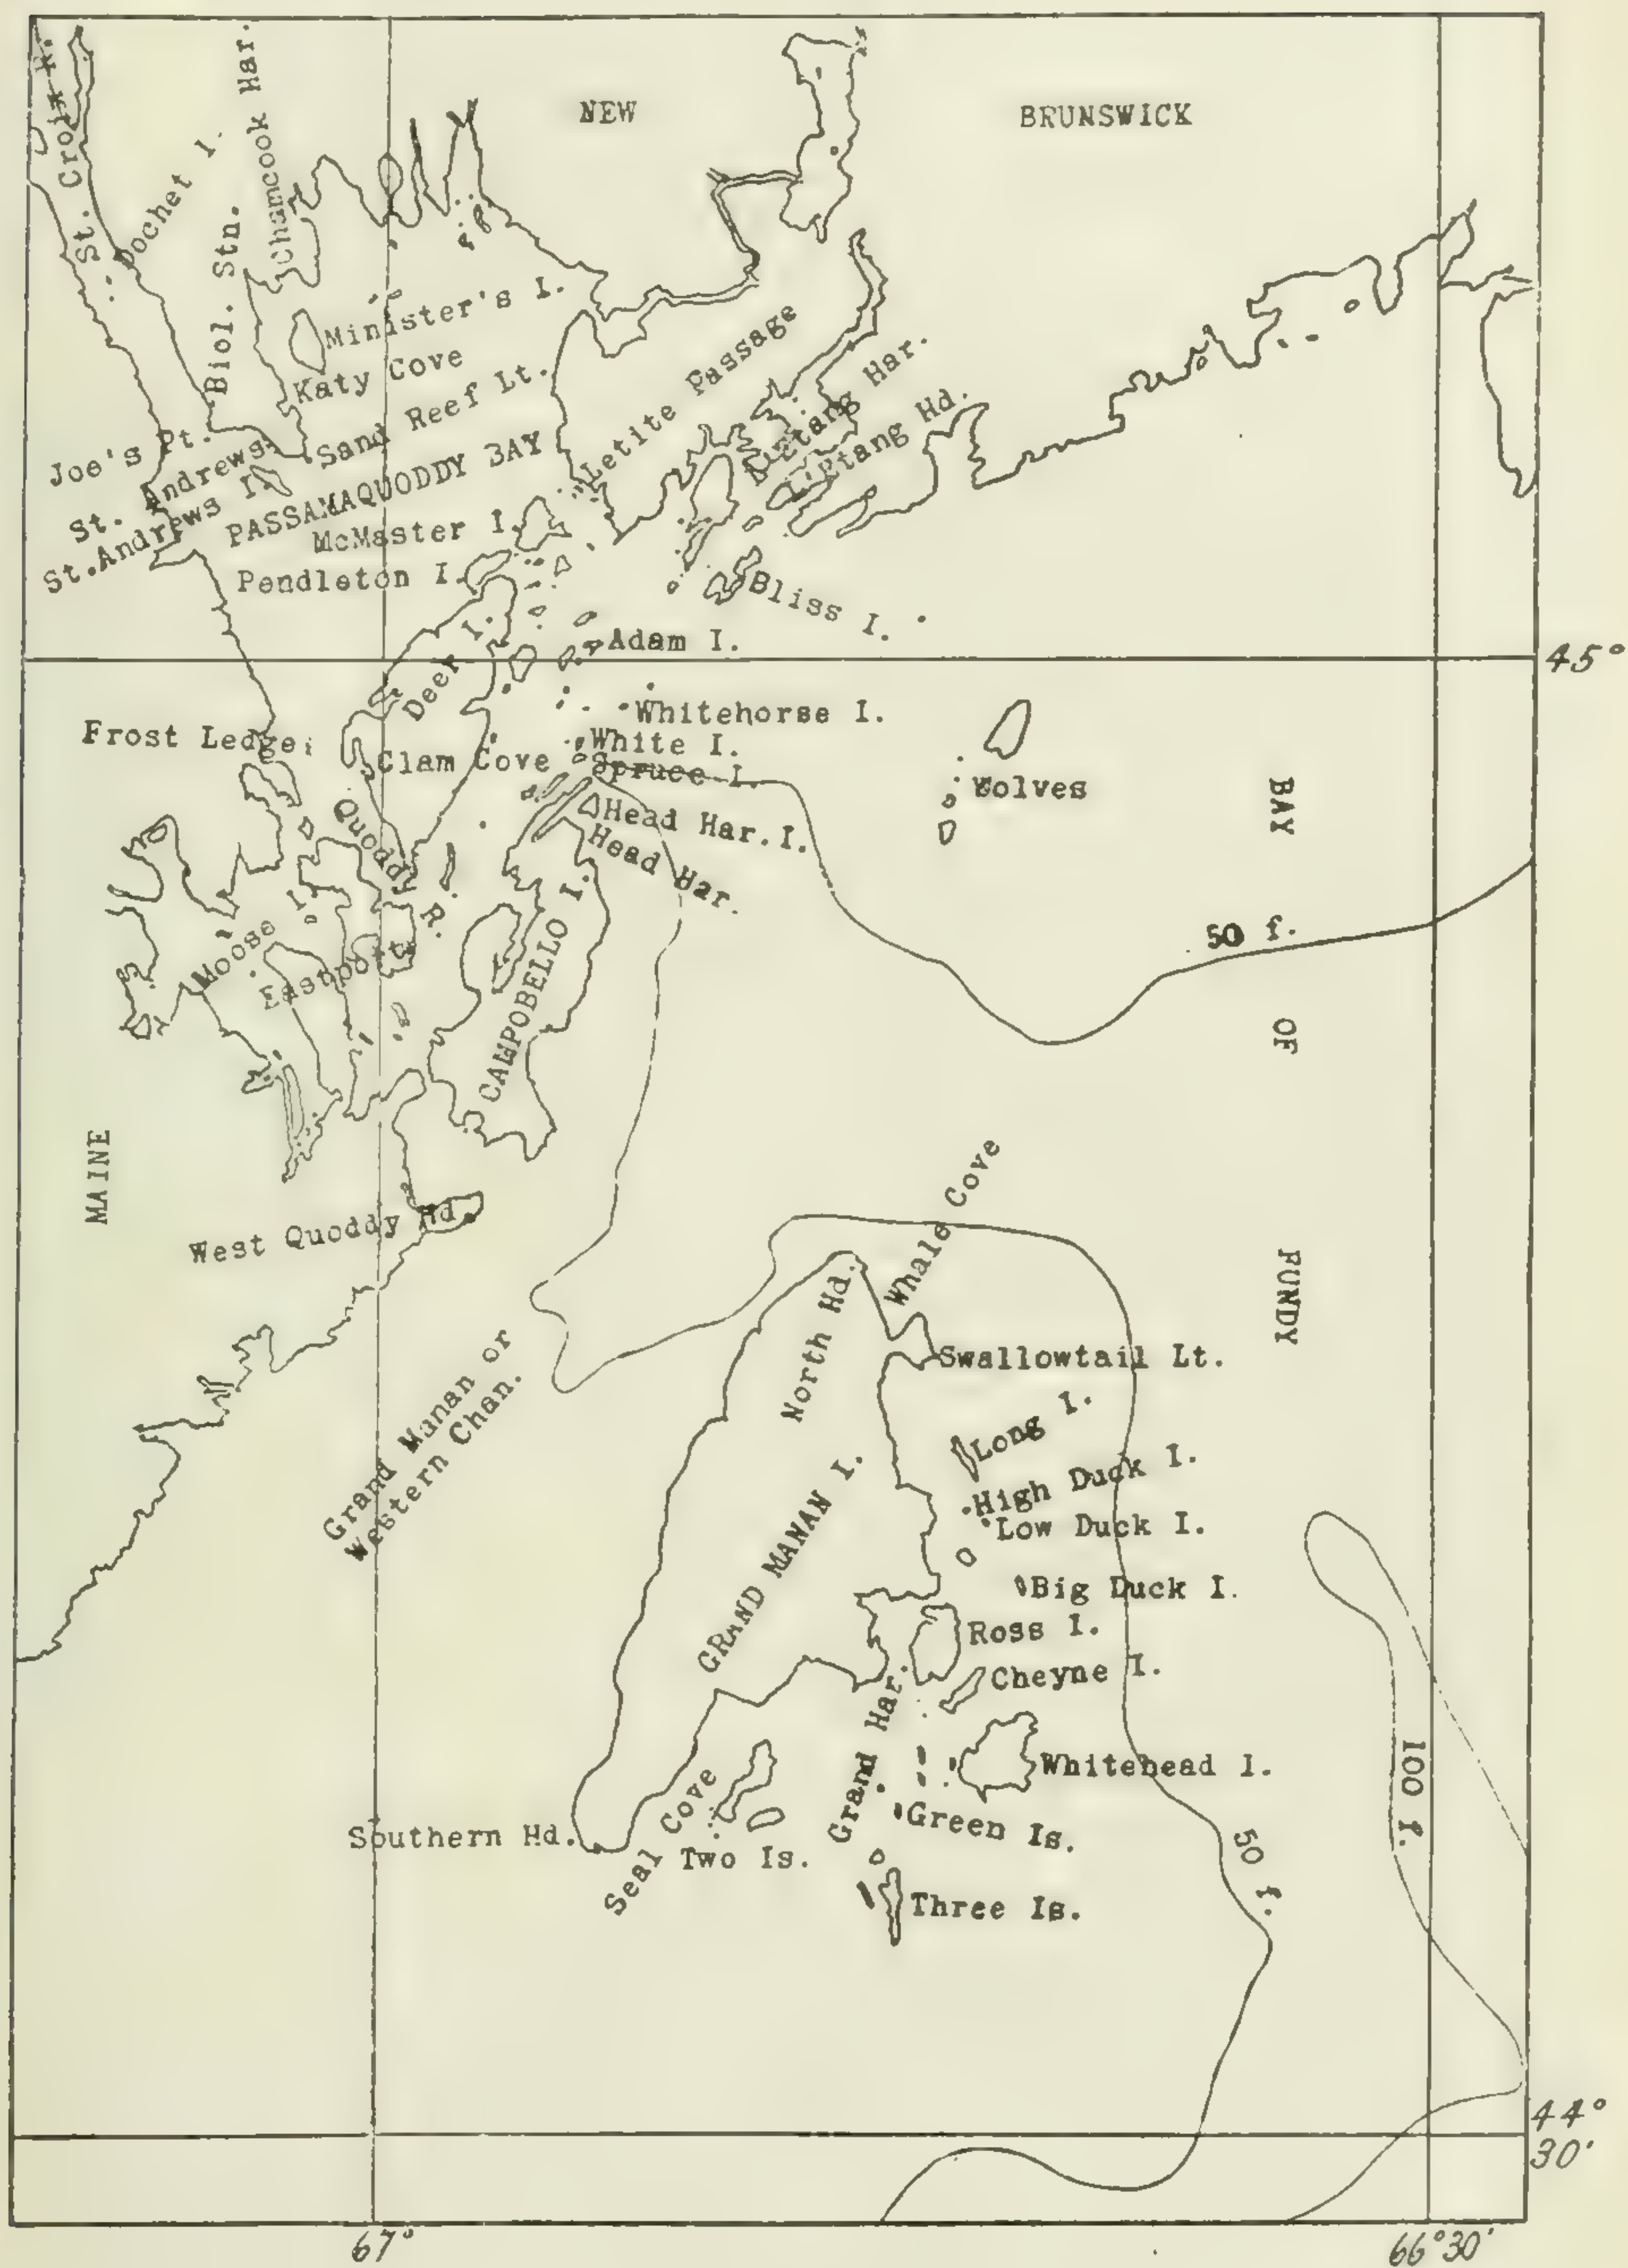 NEW BRUNSWICK
St. Croix R.
Dochet I.
Biol. Stn.
Chamcook Har.
Minister's I.
Katy Cove
Sand Reef Lt.
Joe's Pt.
St. Andrews
St. Andrews I.
PASSAMAQUODDY BAY
Letite Passage
L'Etang Har.
L'Etang Hd.
McMaster I.
Pendleton I.
Bliss I.
Adam I.
45°
Deer I.
Whitehorse I.
Frost Ledge
White I.
Clam Cove
Spruce I.
Wolves
Head Har. I.
Head Har.
Quoddy R.
Moose I.
Eastport
CAMPOBELLO I.
50 f.
BAY OF FUNDY
MAINE
West Quoddy Hd.
Whale Cove
North Hd.
Swallowtail Lt.
Grand Manan or
Western Chan.
Long I.
High Duck I.
Low Duck I.
GRAND MANAN I.
Big Duck I.
Ross I.
Cheyne I.
Grand Har.
Whitehead I.
100 f.
Green Is.
50 f.
Southern Hd.
Seal Cove
Two Is.
Three Is.
44°
30'
67°
66°30'